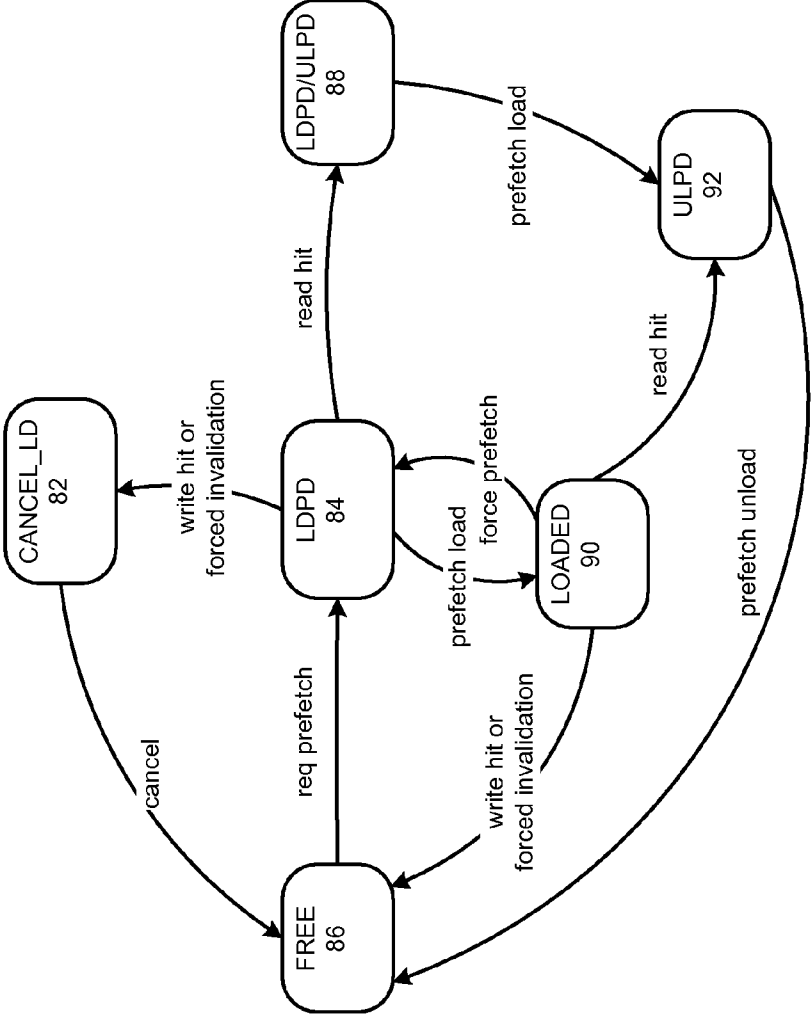 CANCEL_LD
82
cancel
write hit or
forced invalidation
FREE
86
req prefetch
LDPD
84
read hit
LDPD/ULPD
88
prefetch load
force prefetch
write hit or
forced invalidation
prefetch load
LOADED
90
read hit
ULPD
92
prefetch unload